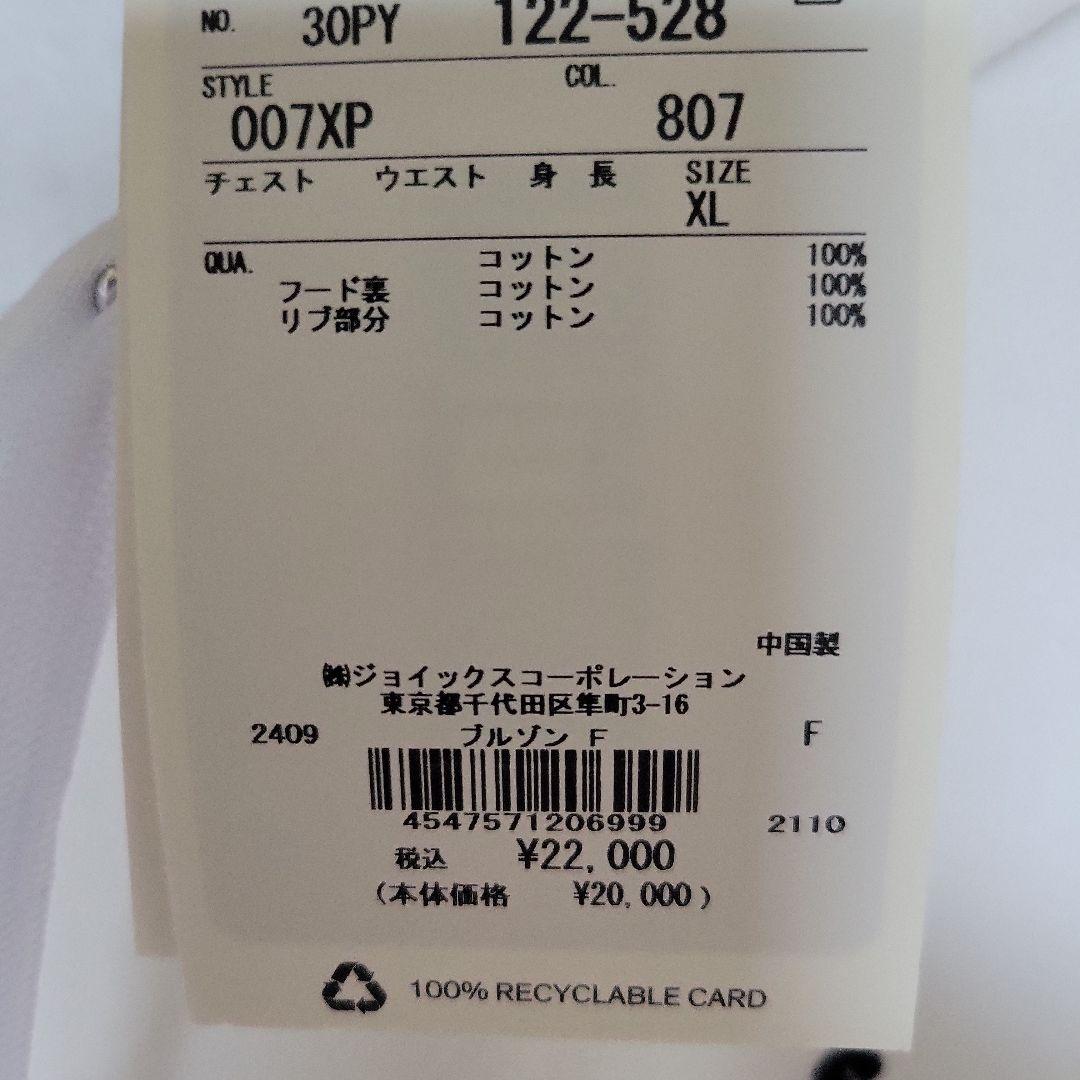 NO. 30PY 122-528
STYLE COL.
007XP 807
チェスト ウエスト 身 長 SIZE
XL
QUA. コットン 100%
フード裏 コットン 100%
リブ部分 コットン 100%
中国製
㈱ジョイックスコーポレーション
東京都千代田区隼町3-16
2409 ブルゾン F F
4547571206999 2110
税込 ¥22,000
(本体価格 ¥20,000)
100% RECYCLABLE CARD